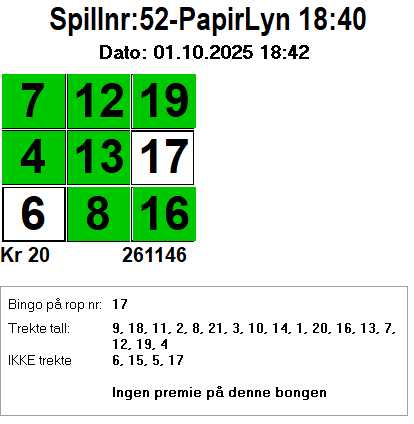 Spillnr:52-PapirLyn 18:40
Dato: 01.10.2025 18:42
7 12 19
4 13 17
6 8 16
Kr 20 261146
Bingo på rop nr: 17
Trekte tall: 9, 18, 11, 2, 8, 21, 3, 10, 14, 1, 20, 16, 13, 7,
12, 19, 4
IKKE trekte 6, 15, 5, 17
Ingen premie på denne bongen